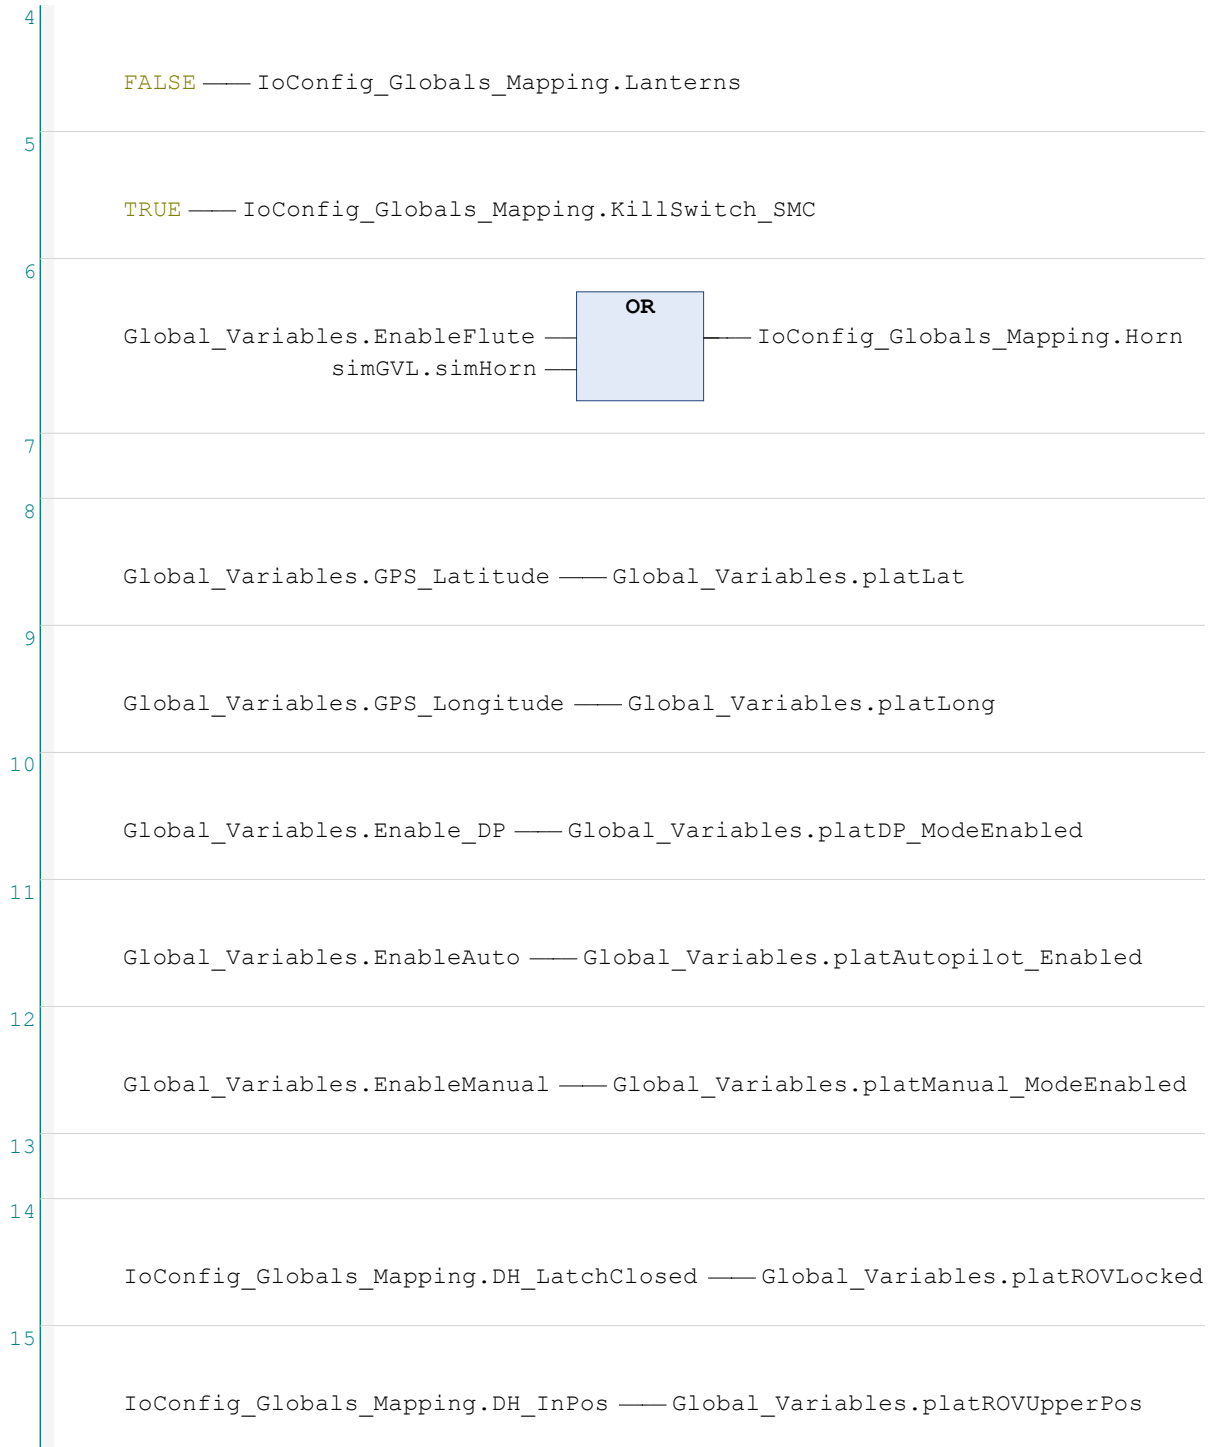 4
FALSE IoConfig_Globals_Mapping.Lanterns
5
TRUE IoConfig_Globals_Mapping.KillSwitch_SMC
6
OR
Global_Variables.EnableFlute IoConfig_Globals_Mapping.Horn
simGVL.simHorn
7
8
Global_Variables.GPS_Latitude Global_Variables.platLat
9
Global_Variables.GPS_Longitude Global_Variables.platLong
10
Global_Variables.Enable_DP Global_Variables.platDP_ModeEnabled
11
Global_Variables.EnableAuto Global_Variables.platAutopilot_Enabled
12
Global_Variables.EnableManual Global_Variables.platManual_ModeEnabled
13
14
IoConfig_Globals_Mapping.DH_LatchClosed Global_Variables.platROVLocked
15
IoConfig_Globals_Mapping.DH_InPos Global_Variables.platROVUpperPos